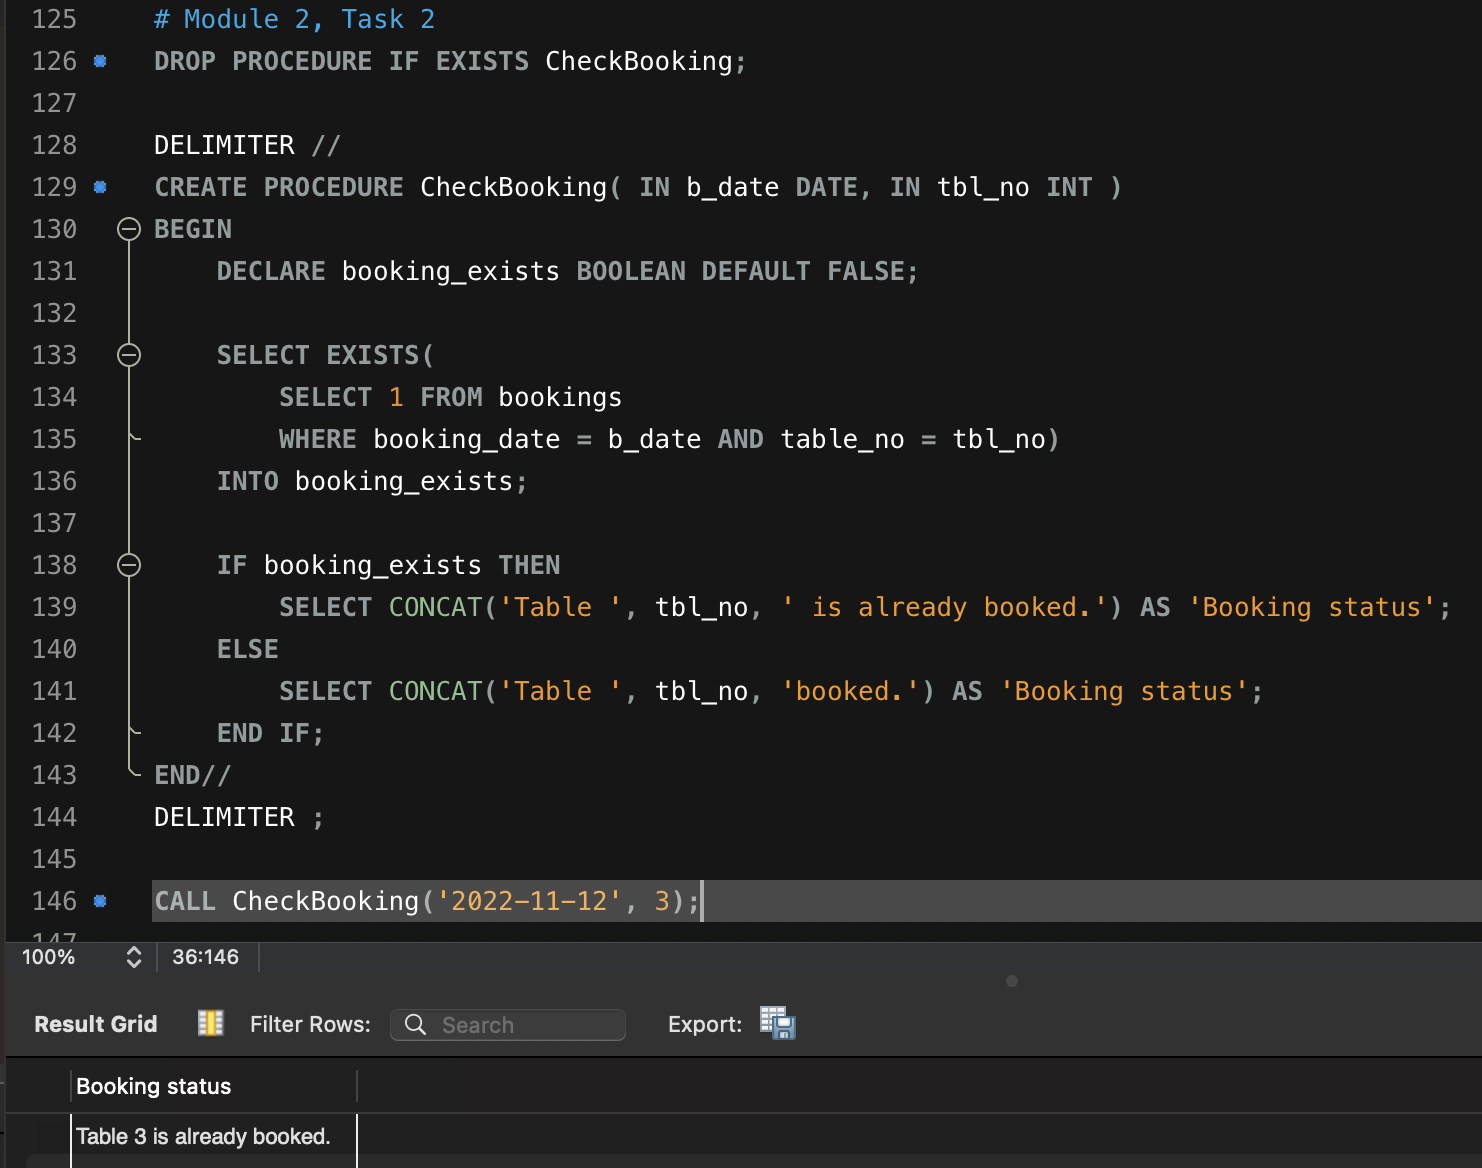 125 # Module 2, Task 2
126 DROP PROCEDURE IF EXISTS CheckBooking;
127
128 DELIMITER //
129 CREATE PROCEDURE CheckBooking( IN b_date DATE, IN tbl_no INT )
130 BEGIN
131 DECLARE booking_exists BOOLEAN DEFAULT FALSE;
132
133 SELECT EXISTS(
134 SELECT 1 FROM bookings
135 WHERE booking_date = b_date AND table_no = tbl_no)
136 INTO booking_exists;
137
138 IF booking_exists THEN
139 SELECT CONCAT('Table ', tbl_no, ' is already booked.') AS 'Booking status';
140 ELSE
141 SELECT CONCAT('Table ', tbl_no, 'booked.') AS 'Booking status';
142 END IF;
143 END//
144 DELIMITER ;
145
146 CALL CheckBooking('2022-11-12', 3);
147
100% 36:146
Result Grid Filter Rows: Search Export:
Booking status
Table 3 is already booked.